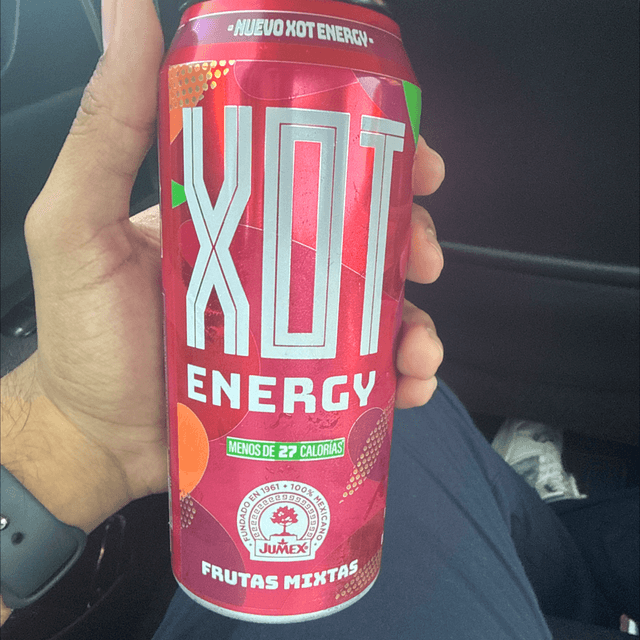 -NUEVO XOT ENERGY-
XOT
ENERGY
MENOS DE 27 CALORÍAS
FUNDADO EN 1961 • 100% MEXICANO
JUMEX
FRUTAS MIXTAS